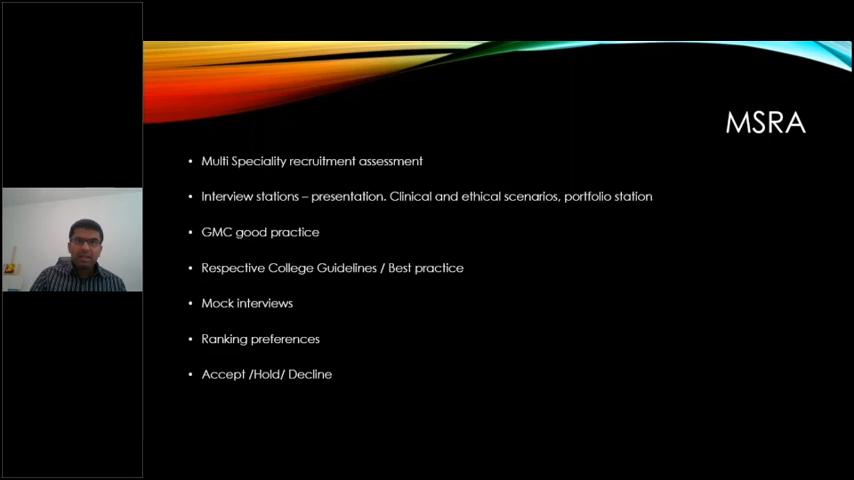 MSRA
• Multi Speciality recruitment assessment
• Interview stations – presentation. Clinical and ethical scenarios, portfolio station
• GMC good practice
• Respective College Guidelines / Best practice
• Mock interviews
• Ranking preferences
• Accept /Hold/ Decline